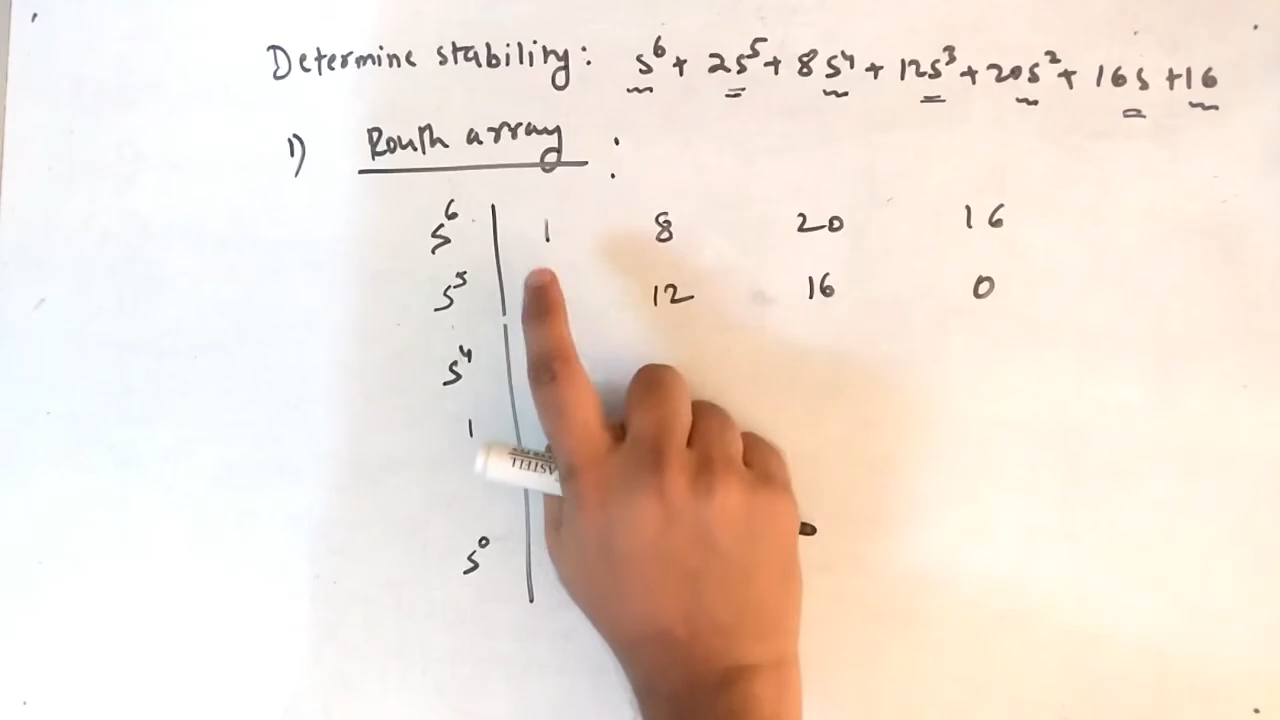 Determine stability: s⁶ + 2s⁵ + 8s⁴ + 12s³ + 20s² + 16s + 16
1) Routh array :
s⁶ 1 8 20 16
s⁵ 12 16 0
s⁴
s⁰